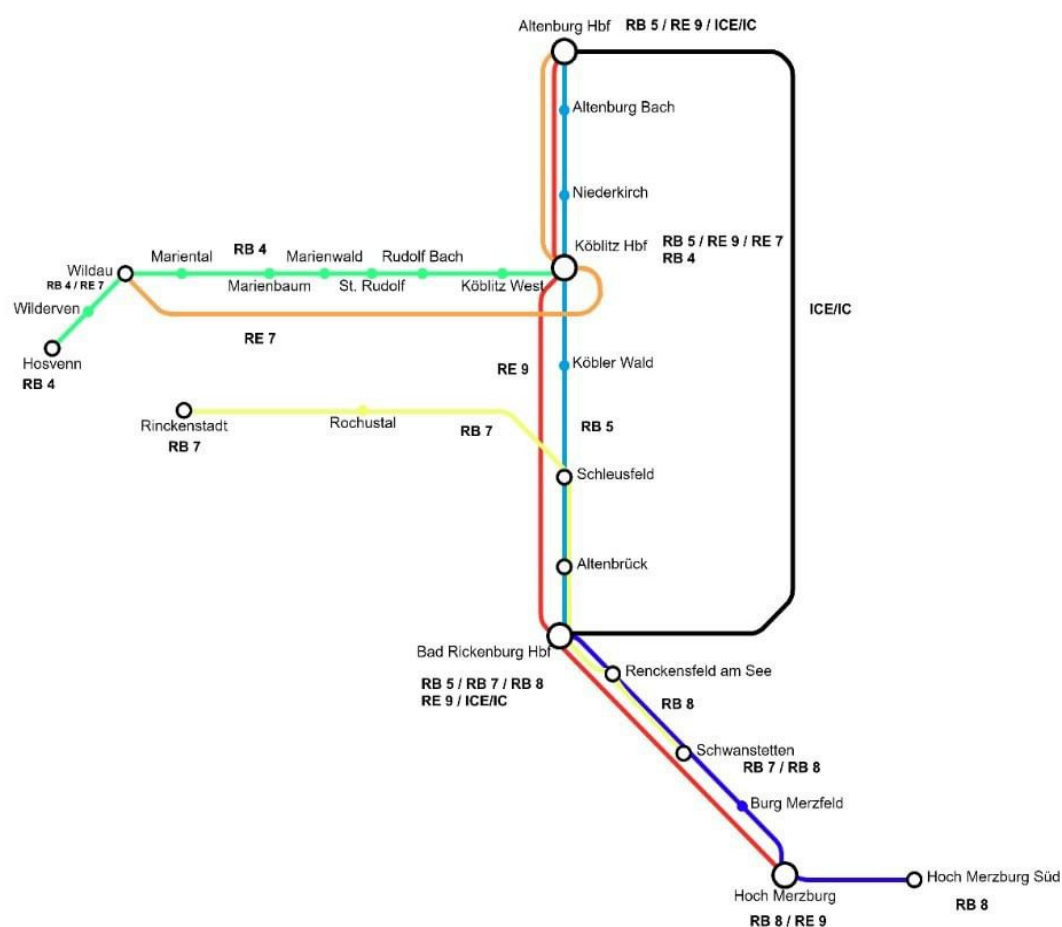 Altenburg Hbf
RB 5 / RE 9 / ICE/IC
Altenburg Bach
Niederkirch
Köblitz Hbf
RB 5 / RE 9 / RE 7
RB 4
Mariental
RB 4
Marienwald
Rudolf Bach
Wildau
RB 4 / RE 7
Marienbaum
St. Rudolf
Köblitz West
Wilderven
ICE/IC
RE 7
Hosvenn
RB 4
RE 9
Köbler Wald
Rinckenstadt
RB 7
Rochustal
RB 7
RB 5
Schleusfeld
Altenbrück
Bad Rickenburg Hbf
RB 5 / RB 7 / RB 8
RE 9 / ICE/IC
Renckensfeld am See
RB 8
Schwanstetten
RB 7 / RB 8
Burg Merzfeld
Hoch Merzburg
RB 8 / RE 9
Hoch Merzburg Süd
RB 8